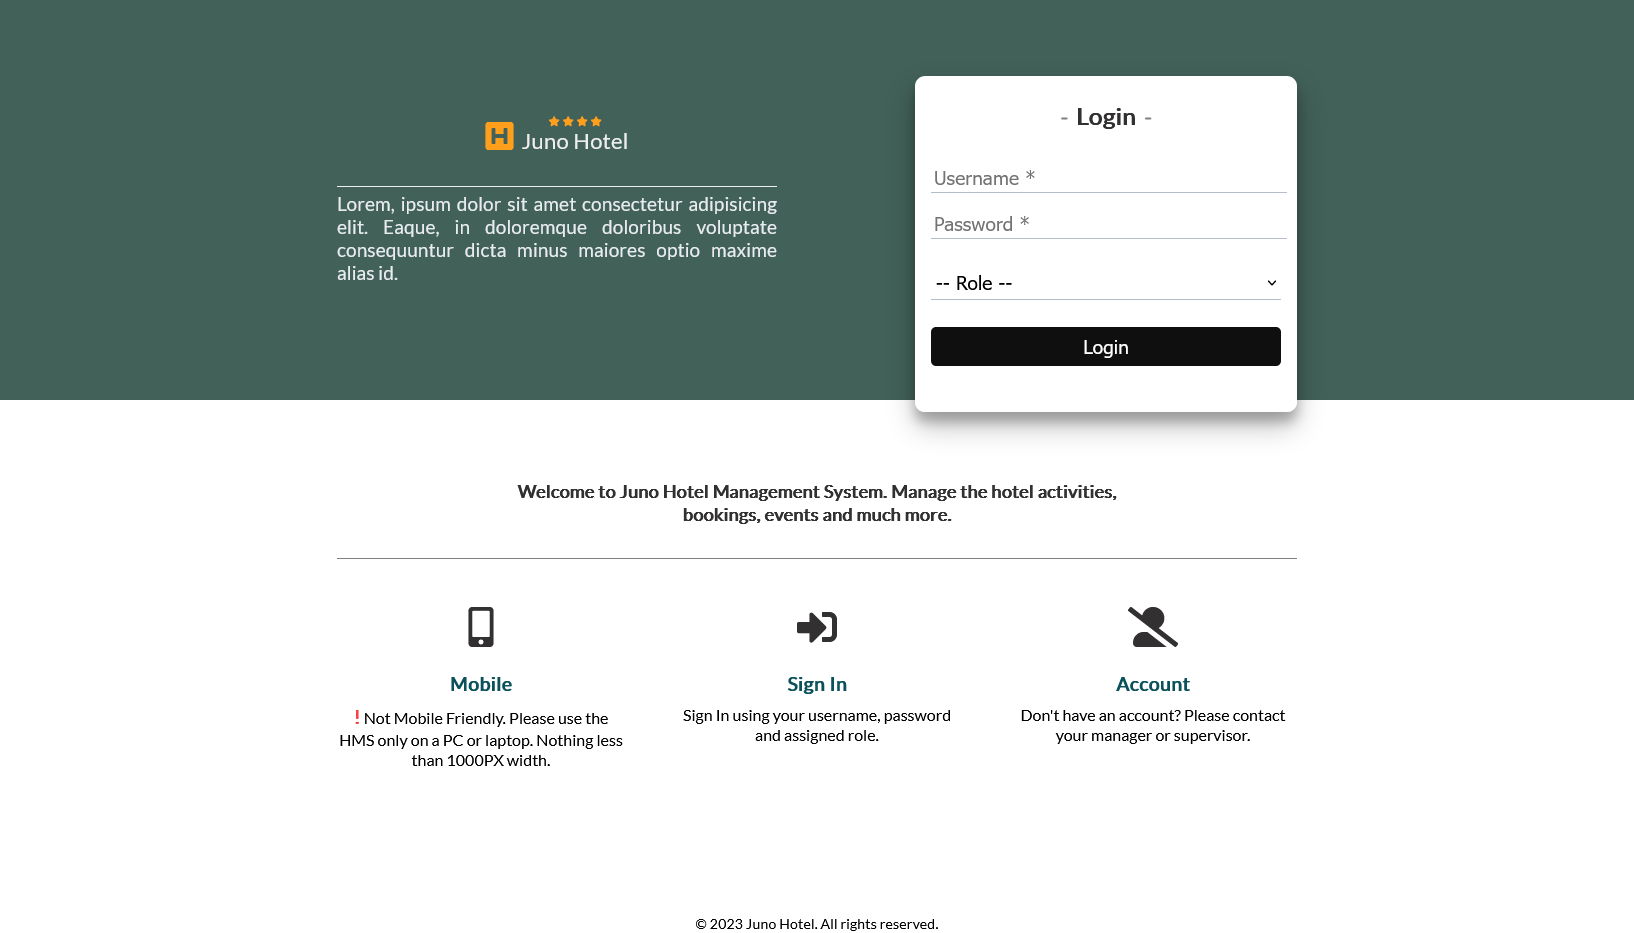 Juno Hotel
Lorem, ipsum dolor sit amet consectetur adipisicing
elit. Eaque, in doloremque doloribus voluptate
consequuntur dicta minus maiores optio maxime
alias id.
- Login -
Username *
Password *
-- Role --
Login
Welcome to Juno Hotel Management System. Manage the hotel activities,
bookings, events and much more.
Mobile
! Not Mobile Friendly. Please use the
HMS only on a PC or laptop. Nothing less
than 1000PX width.
Sign In
Sign In using your username, password
and assigned role.
Account
Don't have an account? Please contact
your manager or supervisor.
© 2023 Juno Hotel. All rights reserved.